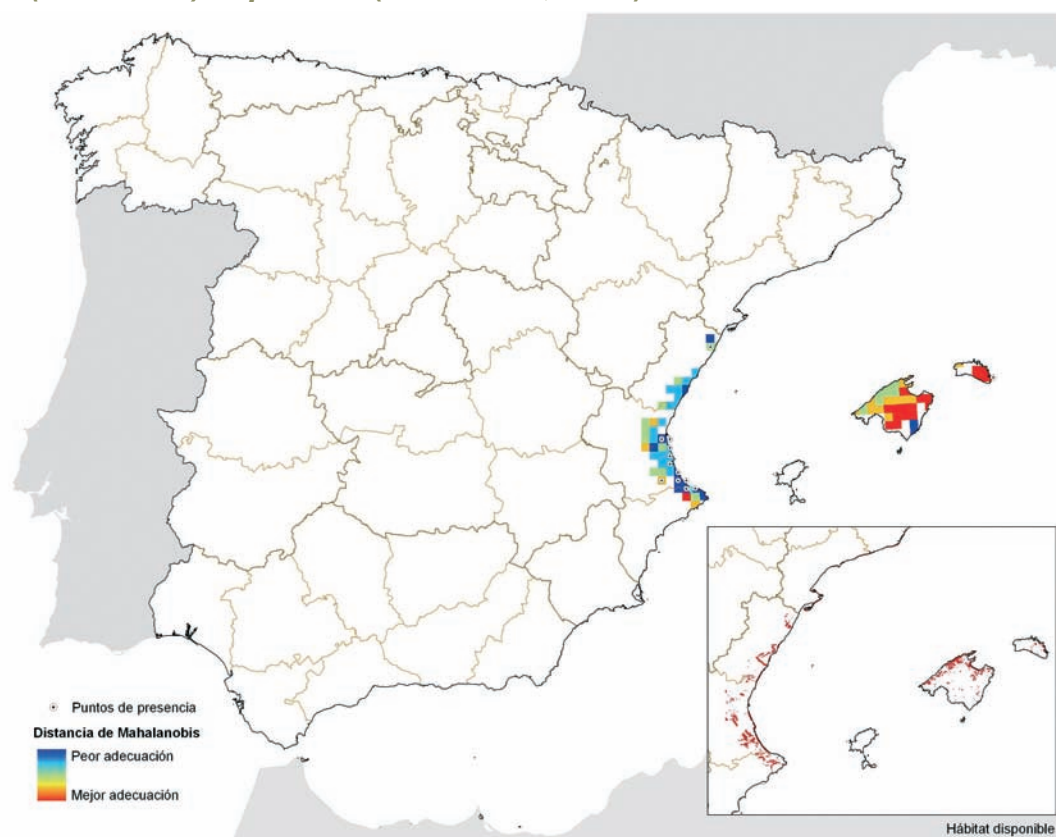 Puntos de presencia
Distancia de Mahalanobis
Peor adecuación
Mejor adecuación
Hábitat disponible